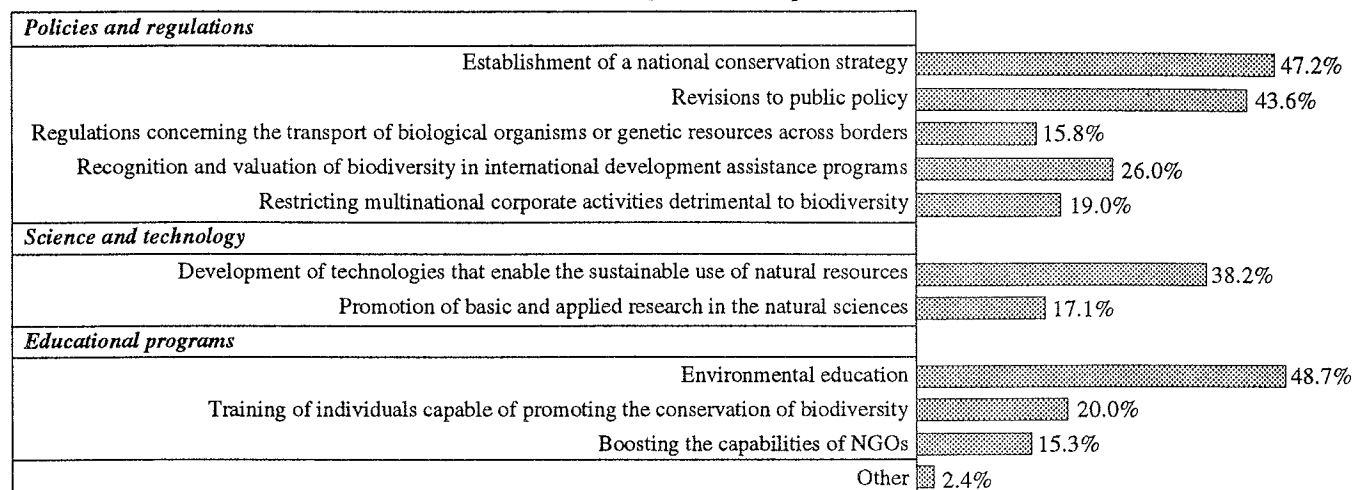 Policies and regulations
Establishment of a national conservation strategy 47.2%
Revisions to public policy 43.6%
Regulations concerning the transport of biological organisms or genetic resources across borders 15.8%
Recognition and valuation of biodiversity in international development assistance programs 26.0%
Restricting multinational corporate activities detrimental to biodiversity 19.0%
Science and technology
Development of technologies that enable the sustainable use of natural resources 38.2%
Promotion of basic and applied research in the natural sciences 17.1%
Educational programs
Environmental education 48.7%
Training of individuals capable of promoting the conservation of biodiversity 20.0%
Boosting the capabilities of NGOs 15.3%
Other 2.4%